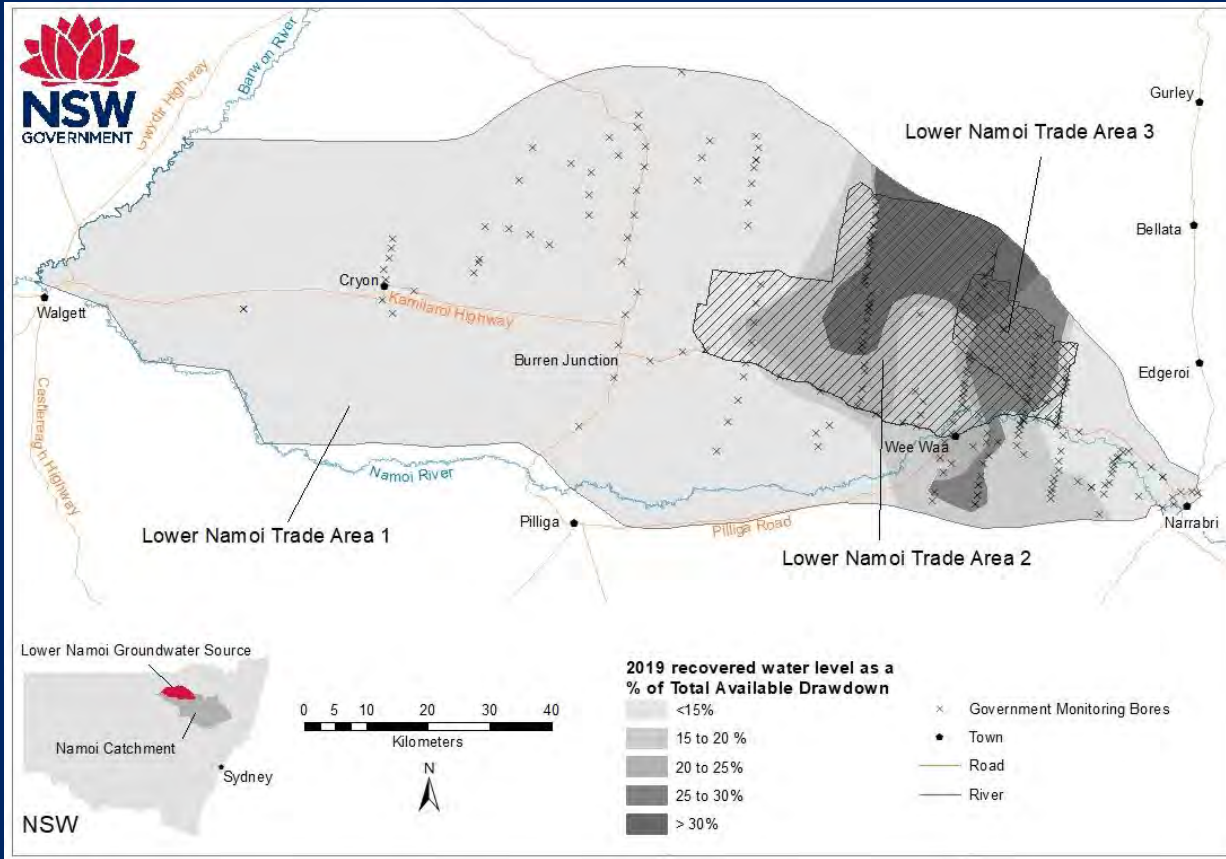 NSW
GOVERNMENT
Gwydir Highway
Barwon River
Gurley
Lower Namoi Trade Area 3
Bellata
Cryon
Walgett
Kamilaroi Highway
Burren Junction
Edgeroi
Castereagh Highway
Wee Waa
Namoi River
Pilliga
Pilliga Road
Narrabri
Lower Namoi Trade Area 1
Lower Namoi Trade Area 2
Lower Namoi Groundwater Source
Namoi Catchment
Sydney
NSW
0 5 10 20 30 40
Kilometers
N
2019 recovered water level as a
% of Total Available Drawdown
<15%
15 to 20 %
20 to 25%
25 to 30%
> 30%
Government Monitoring Bores
Town
Road
River